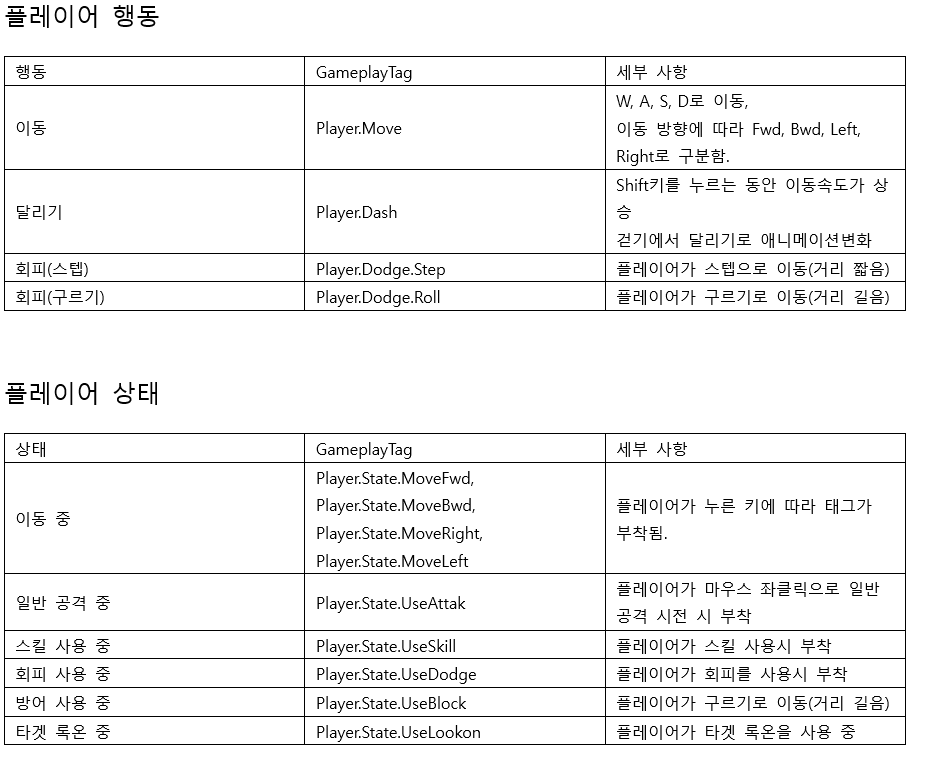 플레이어 행동
행동 GameplayTag 세부 사항
이동 Player.Move W, A, S, D로 이동,
이동 방향에 따라 Fwd, Bwd, Left,
Right로 구분함.
달리기 Player.Dash Shift키를 누르는 동안 이동속도가 상
승
걷기에서 달리기로 애니메이션변화
회피(스텝) Player.Dodge.Step 플레이어가 스텝으로 이동(거리 짧음)
회피(구르기) Player.Dodge.Roll 플레이어가 구르기로 이동(거리 길음)
플레이어 상태
상태 GameplayTag 세부 사항
이동 중
Player.State.MoveFwd,
Player.State.MoveBwd,
Player.State.MoveRight,
Player.State.MoveLeft
플레이어가 누른 키에 따라 태그가
부착됨.
일반 공격 중 Player.State.UseAttak 플레이어가 마우스 좌클릭으로 일반
공격 시전 시 부착
스킬 사용 중 Player.State.UseSkill 플레이어가 스킬 사용시 부착
회피 사용 중 Player.State.UseDodge 플레이어가 회피를 사용시 부착
방어 사용 중 Player.State.UseBlock 플레이어가 구르기로 이동(거리 길음)
타겟 록온 중 Player.State.UseLookon 플레이어가 타겟 록온을 사용 중